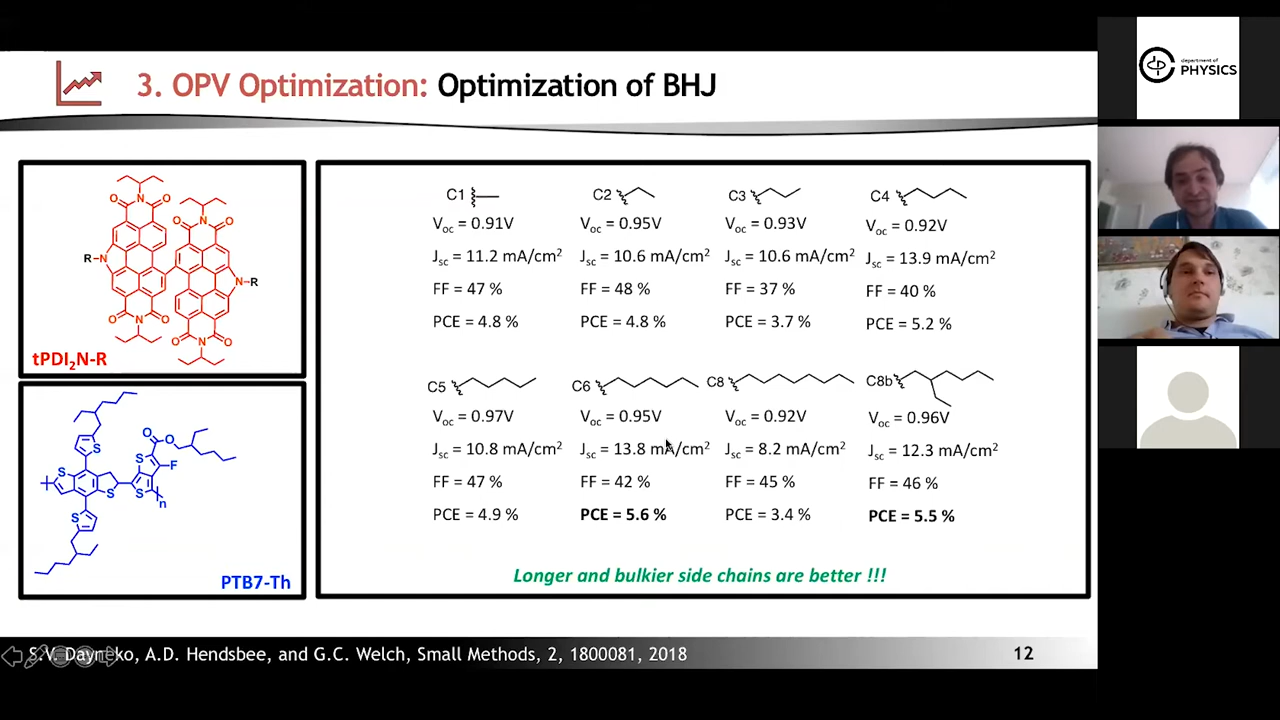 3. OPV Optimization: Optimization of BHJ
department of
PHYSICS
O
N
O
O
N
O
R
N
N
R
O
N
O
O
N
O
tPDI₂N-R
S
O
O
S
F
S
S
S
S
n
PTB7-Th
C1
Voc = 0.91V
Jsc = 11.2 mA/cm²
FF = 47 %
PCE = 4.8 %
C2
Voc = 0.95V
Jsc = 10.6 mA/cm²
FF = 48 %
PCE = 4.8 %
C3
Voc = 0.93V
Jsc = 10.6 mA/cm²
FF = 37 %
PCE = 3.7 %
C4
Voc = 0.92V
Jsc = 13.9 mA/cm²
FF = 40 %
PCE = 5.2 %
C5
Voc = 0.97V
Jsc = 10.8 mA/cm²
FF = 47 %
PCE = 4.9 %
C6
Voc = 0.95V
Jsc = 13.8 mA/cm²
FF = 42 %
PCE = 5.6 %
C8
Voc = 0.92V
Jsc = 8.2 mA/cm²
FF = 45 %
PCE = 3.4 %
C8b
Voc = 0.96V
Jsc = 12.3 mA/cm²
FF = 46 %
PCE = 5.5 %
Longer and bulkier side chains are better !!!
S.V. Dayneko, A.D. Hendsbee, and G.C. Welch, Small Methods, 2, 1800081, 2018
12